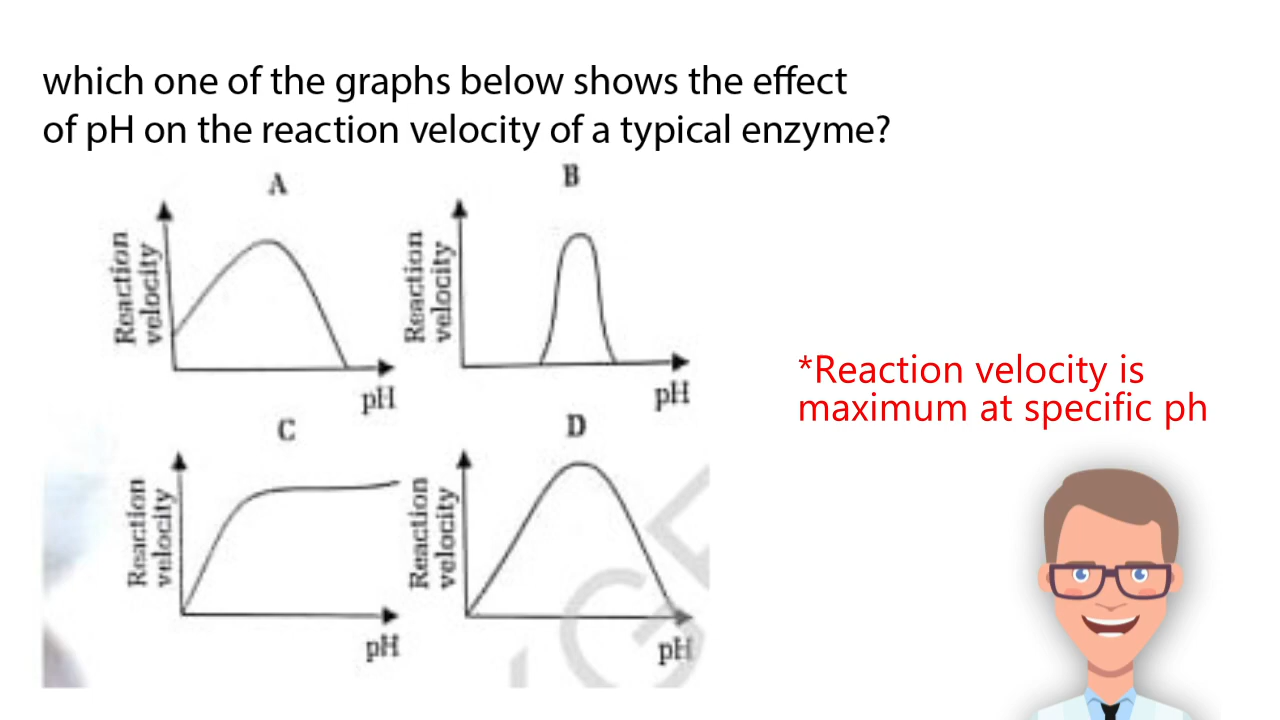 which one of the graphs below shows the effect
of pH on the reaction velocity of a typical enzyme?
A
Reaction
velocity
pH
B
Reaction
velocity
pH
C
Reaction
velocity
pH
D
Reaction
velocity
pH
*Reaction velocity is
maximum at specific ph